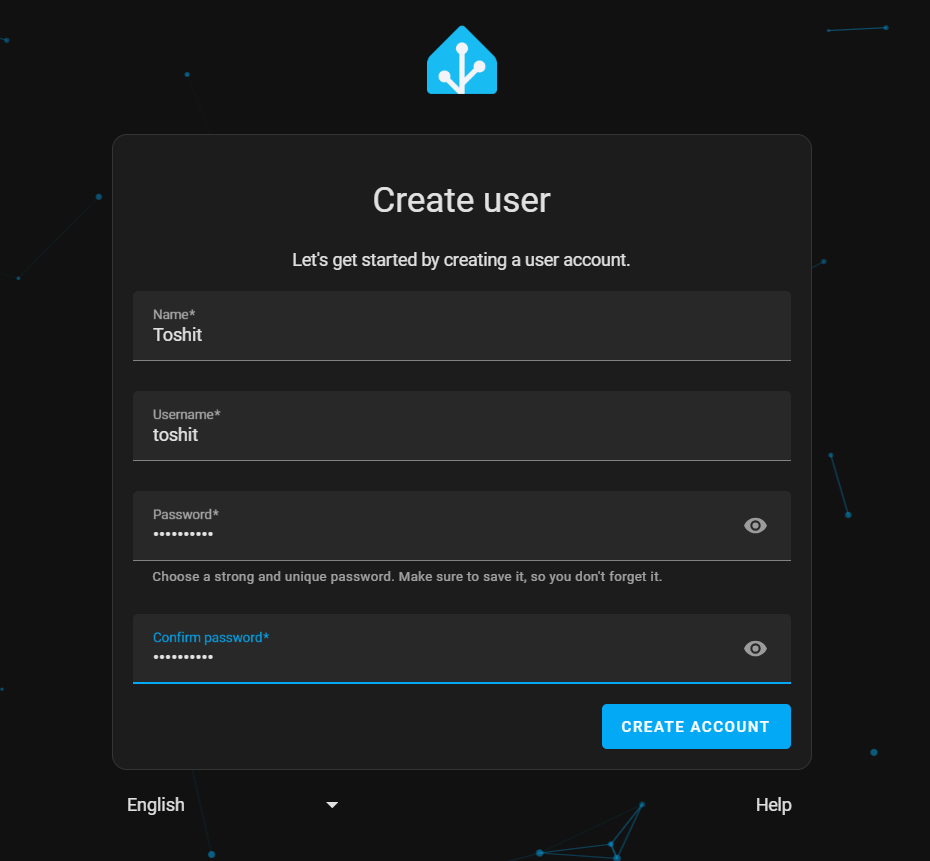 Create user
Let's get started by creating a user account.
Name*
Toshit
Username*
toshit
Password*
••••••••••
Choose a strong and unique password. Make sure to save it, so you don't forget it.
Confirm password*
••••••••••
CREATE ACCOUNT
English
Help